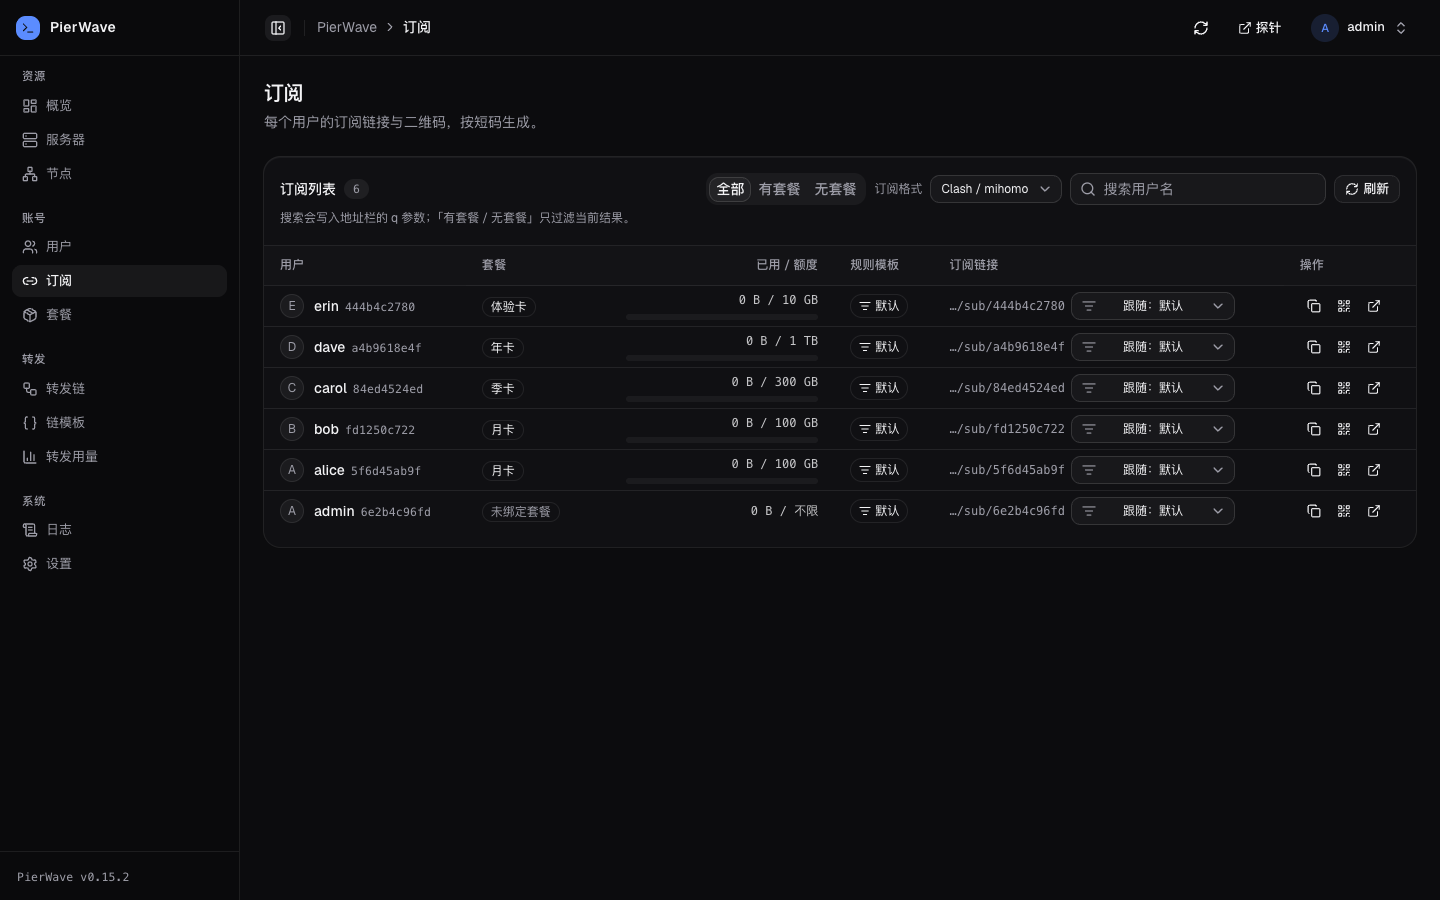 PierWave
PierWave > 订阅
探针
A admin
资源
概览
服务器
节点
账号
用户
订阅
套餐
转发
转发链
链模板
转发用量
系统
日志
设置
PierWave v0.15.2
订阅
每个用户的订阅链接与二维码，按短码生成。
订阅列表 6
全部 有套餐 无套餐 订阅格式 Clash / mihomo 搜索用户名 刷新
搜索会写入地址栏的 q 参数；「有套餐 / 无套餐」只过滤当前结果。
用户 套餐 已用 / 额度 规则模板 订阅链接 操作
E erin 444b4c2780 体验卡 0 B / 10 GB 默认 …/sub/444b4c2780 跟随：默认
D dave a4b9618e4f 年卡 0 B / 1 TB 默认 …/sub/a4b9618e4f 跟随：默认
C carol 84ed4524ed 季卡 0 B / 300 GB 默认 …/sub/84ed4524ed 跟随：默认
B bob fd1250c722 月卡 0 B / 100 GB 默认 …/sub/fd1250c722 跟随：默认
A alice 5f6d45ab9f 月卡 0 B / 100 GB 默认 …/sub/5f6d45ab9f 跟随：默认
A admin 6e2b4c96fd 未绑定套餐 0 B / 不限 默认 …/sub/6e2b4c96fd 跟随：默认